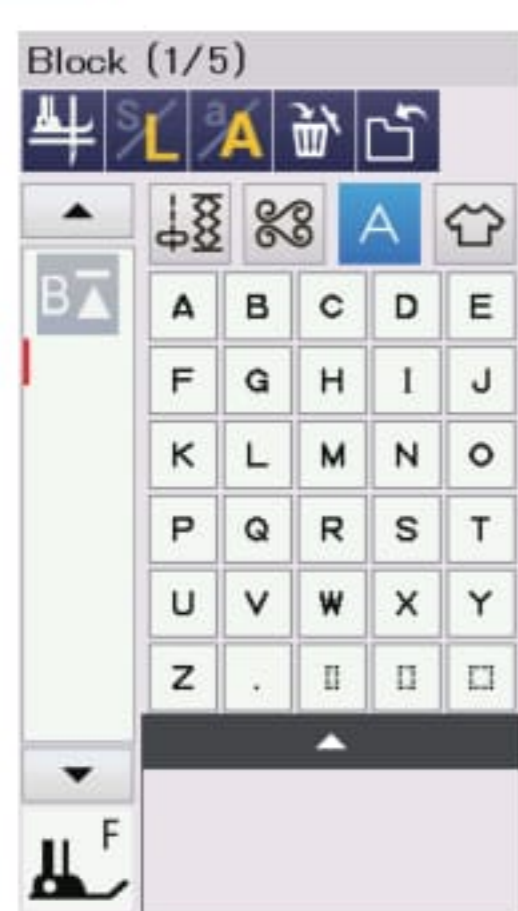 Block (1/5)
S/L a/A
A
B
A B C D E
F G H I J
K L M N O
P Q R S T
U V W X Y
Z .
F